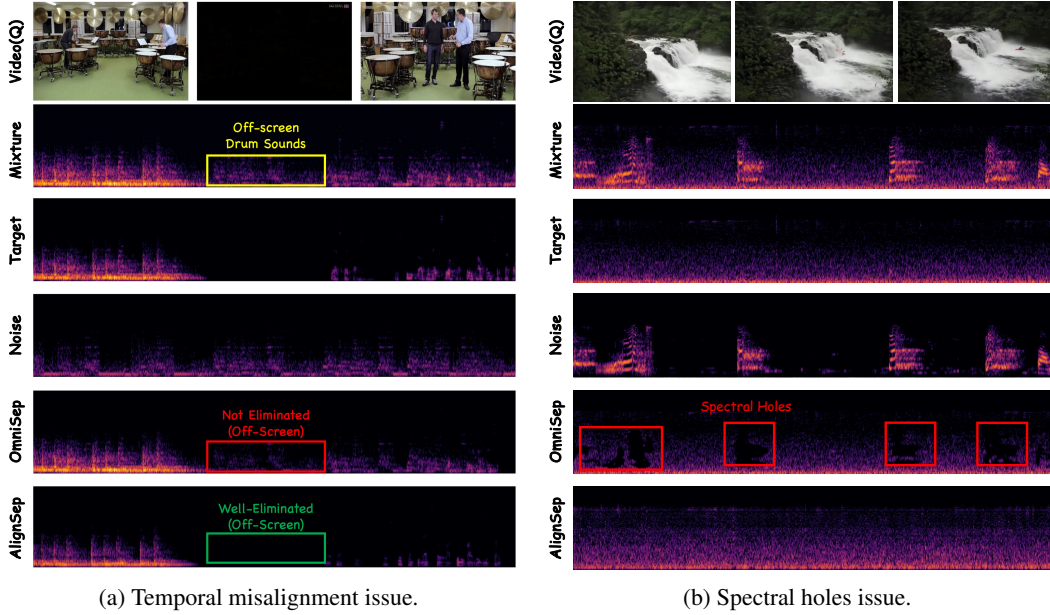 Video(Q)
Mixture
Off-screen
Drum Sounds
Target
Noise
OmniSep
Not Eliminated
(Off-Screen)
AlignSep
Well-Eliminated
(Off-Screen)
(a) Temporal misalignment issue.
Video(Q)
Mixture
Target
Noise
OmniSep
Spectral Holes
AlignSep
(b) Spectral holes issue.